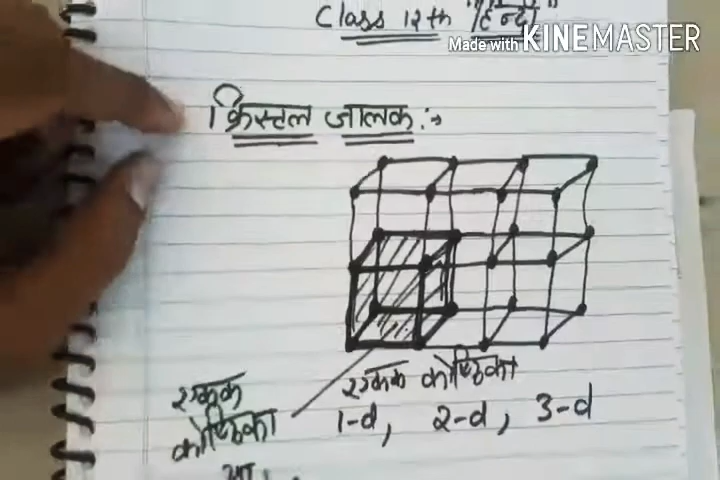 Class 12th "हिन्दी"
Made with KINEMASTER
क्रिस्टल जालक :→
एकक कोष्ठिका
1-d, 2-d, 3-d
एकक
कोष्ठिका